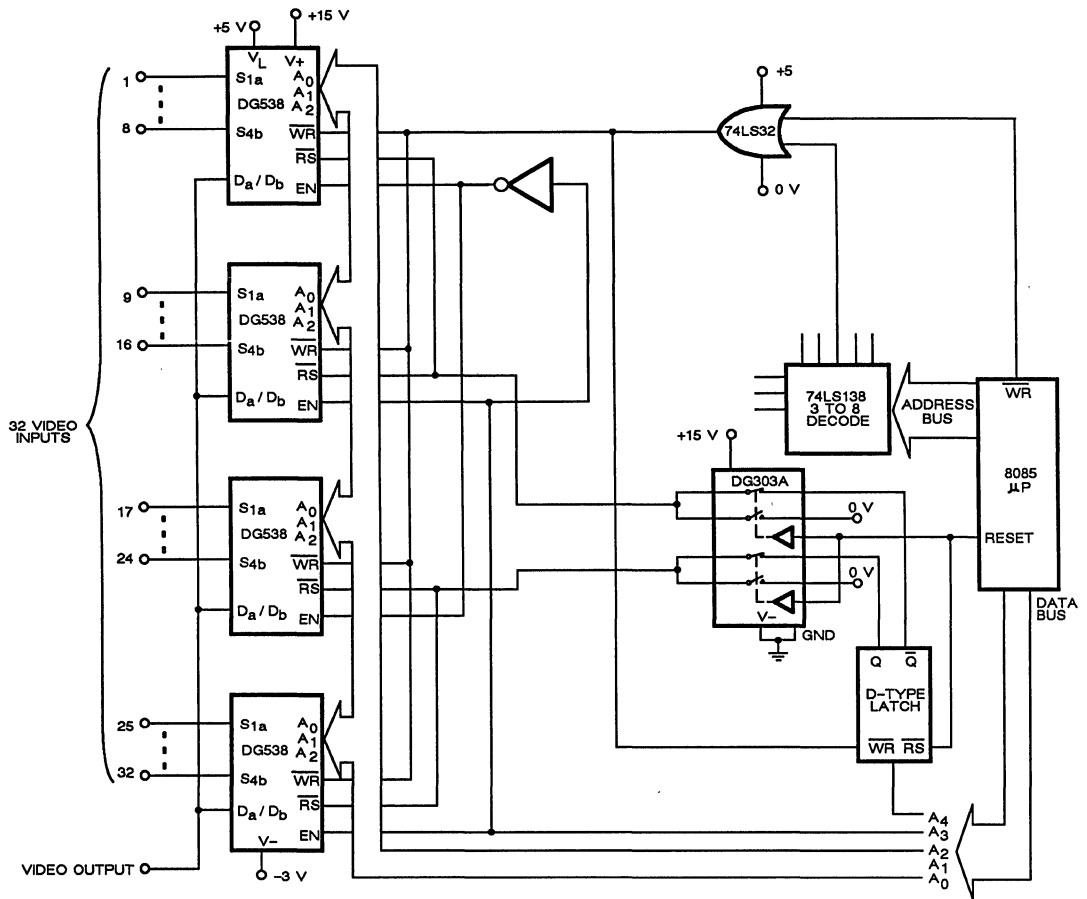 +5 V
+15 V
VL V+
1
S1a
A0
A1
A2
DG538
8
S4b
WR
RS
Da / Db
EN
74LS32
+5
0 V
9
S1a
A0
A1
A2
DG538
16
S4b
WR
RS
Da / Db
EN
32 VIDEO
INPUTS
74LS138
3 TO 8
DECODE
ADDRESS
BUS
WR
8085
μP
RESET
DATA
BUS
+15 V
DG303A
0 V
0 V
V–
GND
17
S1a
A0
A1
A2
DG538
24
S4b
WR
RS
Da / Db
EN
Q Q
D-TYPE
LATCH
WR RS
25
S1a
A0
A1
A2
DG538
32
S4b
WR
RS
Da / Db
EN
V–
–3 V
VIDEO OUTPUT
A4
A3
A2
A1
A0